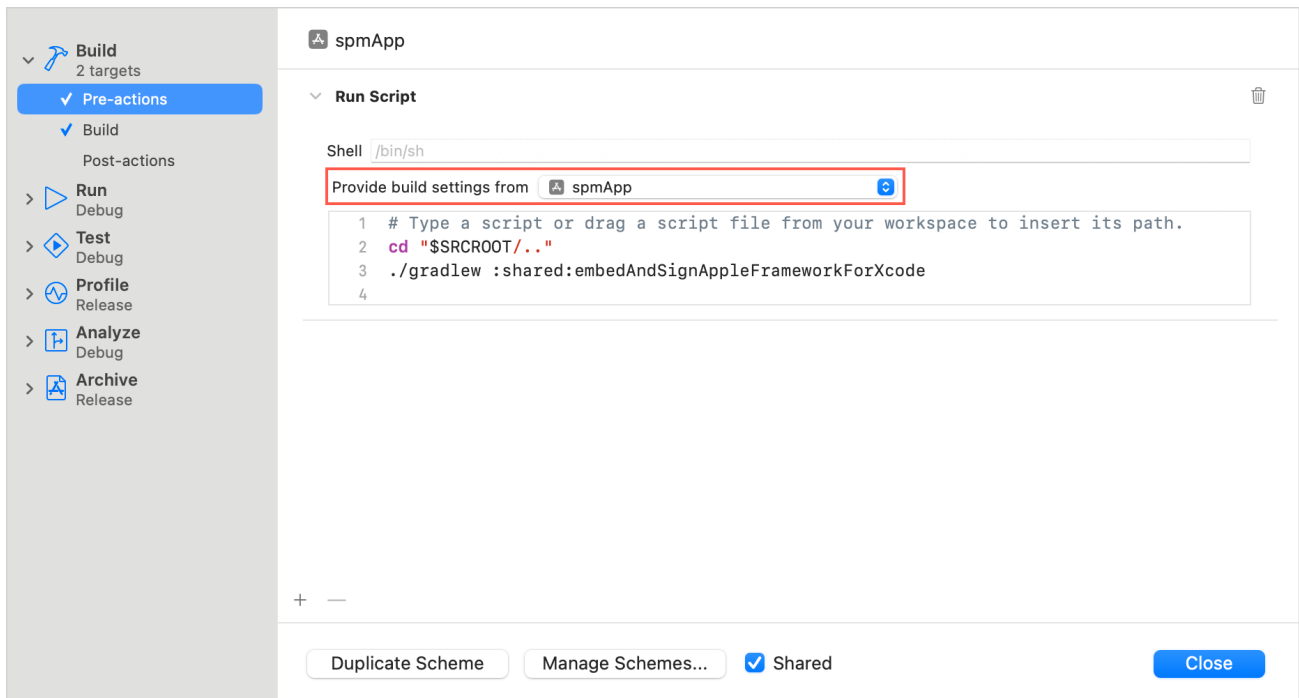 Build
2 targets
Pre-actions
Build
Post-actions
Run
Debug
Test
Debug
Profile
Release
Analyze
Debug
Archive
Release
spmApp
Run Script
Shell /bin/sh
Provide build settings from spmApp
1 # Type a script or drag a script file from your workspace to insert its path.
2 cd "$SRCROOT/.."
3 ./gradlew :shared:embedAndSignAppleFrameworkForXcode
4
Duplicate Scheme Manage Schemes... Shared Close